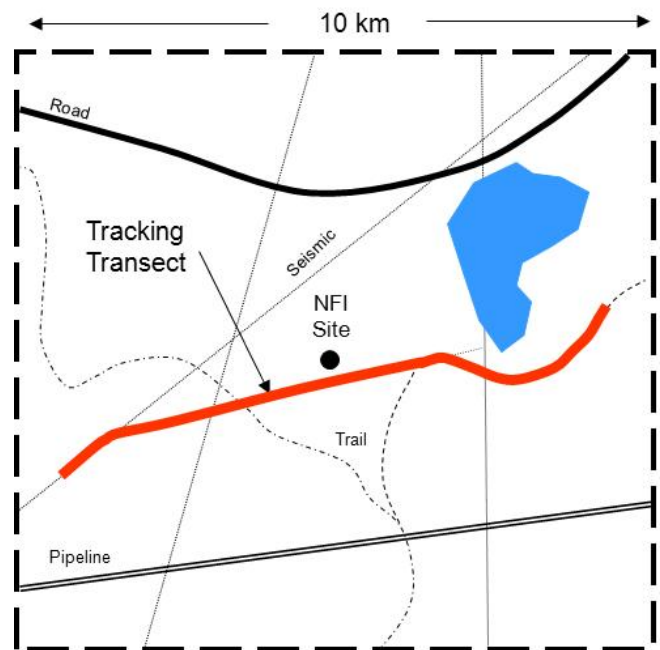 10 km
Road
Tracking
Transect
Seismic
NFI
Site
Trail
Pipeline